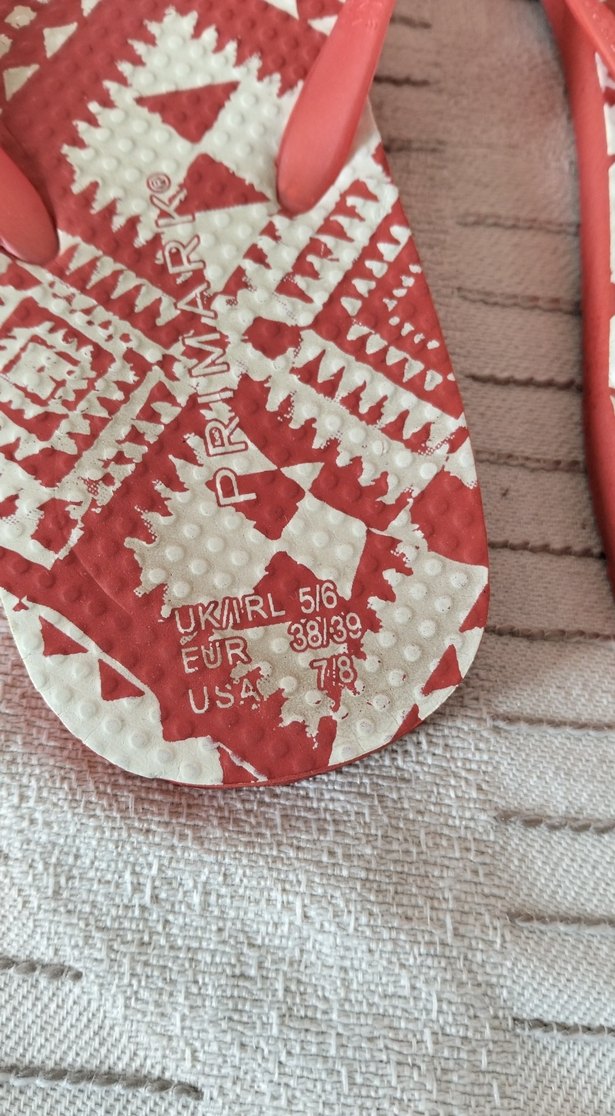 PRIMARK®
UK/IRL 5/6
EUR 38/39
USA 7/8